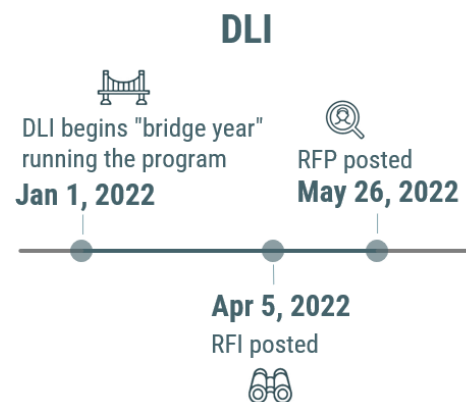 DLI
DLI begins "bridge year"
running the program
Jan 1, 2022
RFP posted
May 26, 2022
Apr 5, 2022
RFI posted